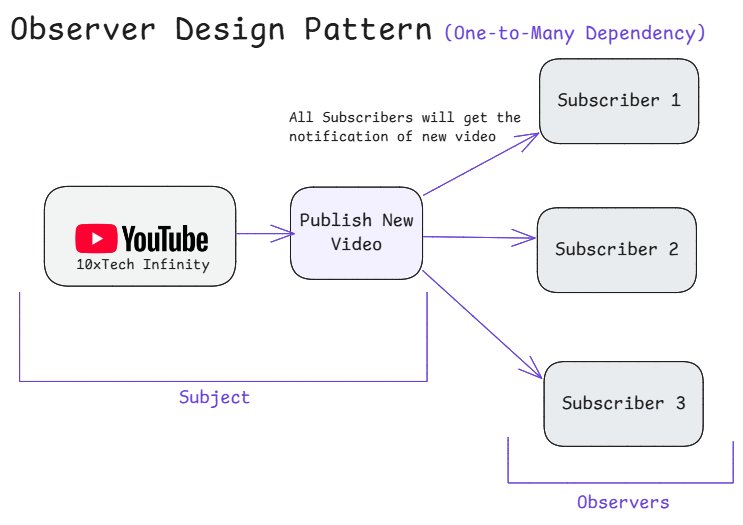 Observer Design Pattern (One-to-Many Dependency)
All Subscribers will get the
notification of new video
Subscriber 1
YouTube
10xTech Infinity
Publish New
Video
Subscriber 2
Subject
Subscriber 3
Observers